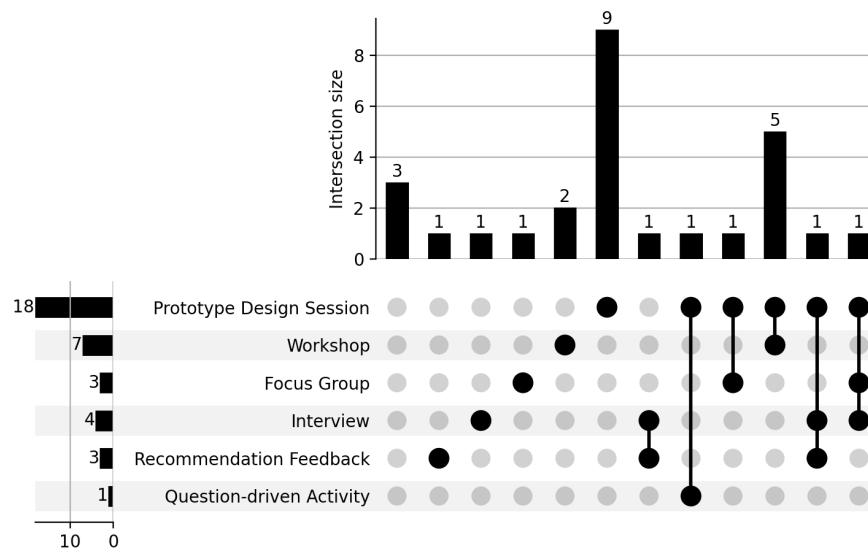 9
8
6
4
2
0
Intersection size
3 1 1 1 2 1 1 1 5 1 1
18 Prototype Design Session
7 Workshop
3 Focus Group
4 Interview
3 Recommendation Feedback
1 Question-driven Activity
10 0